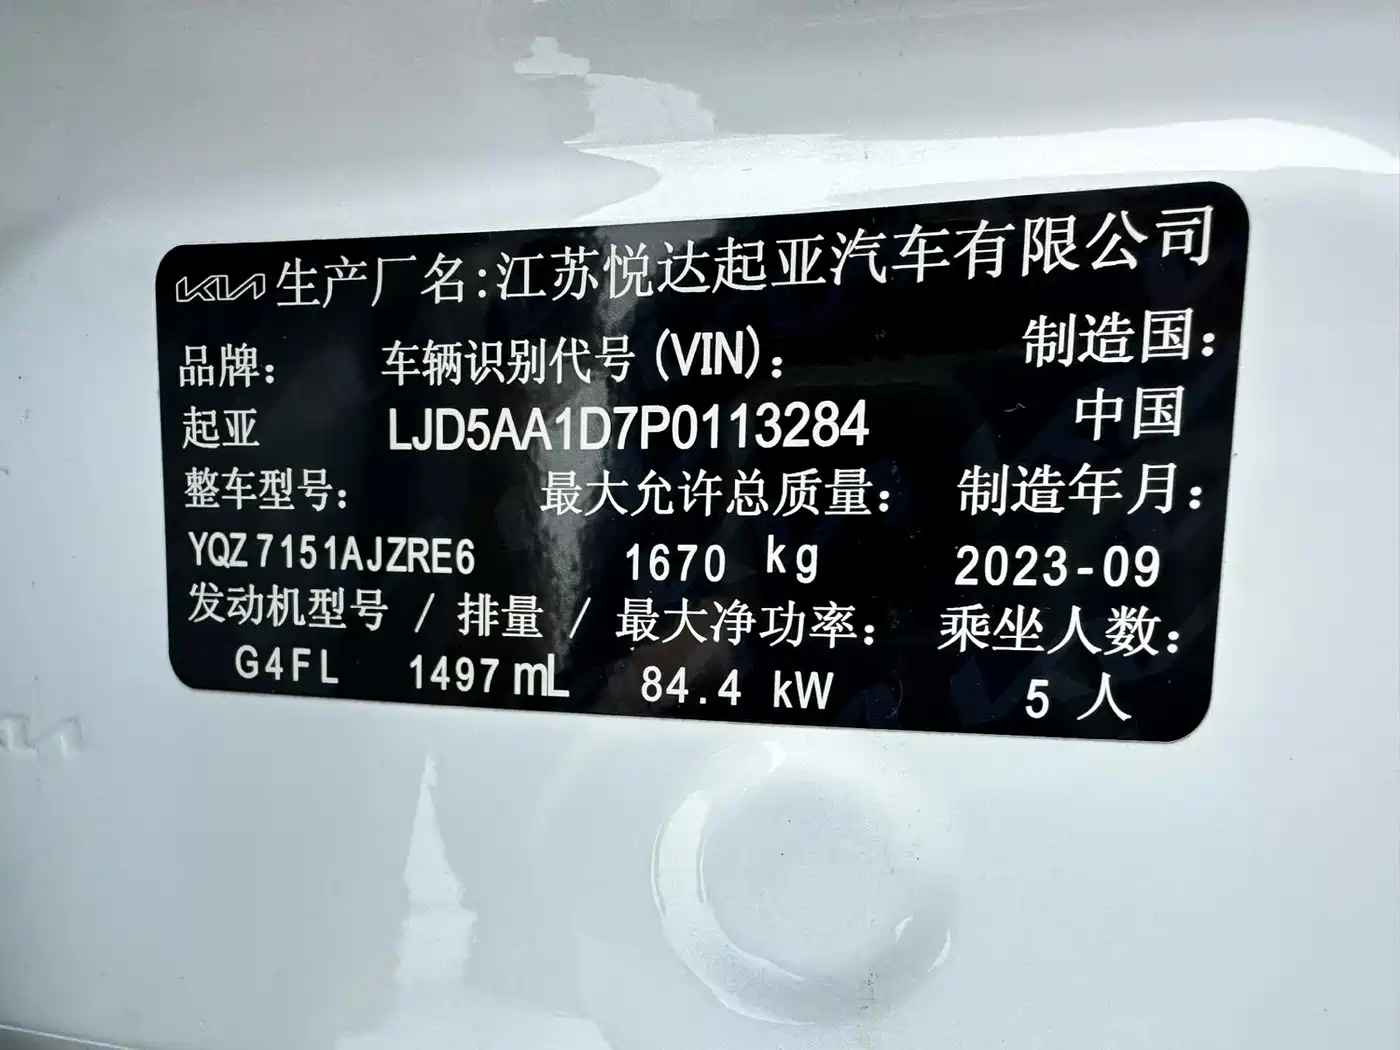 KIA 生产厂名:江苏悦达起亚汽车有限公司
品牌: 车辆识别代号(VIN): 制造国:
起亚 LJD5AA1D7P0113284 中国
整车型号: 最大允许总质量: 制造年月:
YQZ7151AJZRE6 1670 kg 2023-09
发动机型号 / 排量 / 最大净功率: 乘坐人数:
G4FL 1497 mL 84.4 kW 5 人